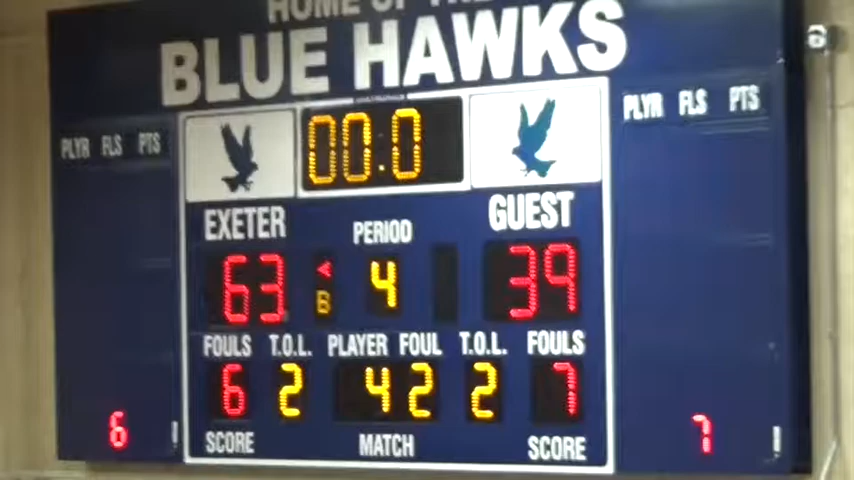 HOME OF THE
BLUE HAWKS
PLYR FLS PTS
00:.0
PLYR FLS PTS
EXETER
PERIOD
GUEST
63
B
4
39
FOULS T.O.L. PLAYER FOUL T.O.L. FOULS
6 2 42 2 7
6
7
SCORE MATCH SCORE